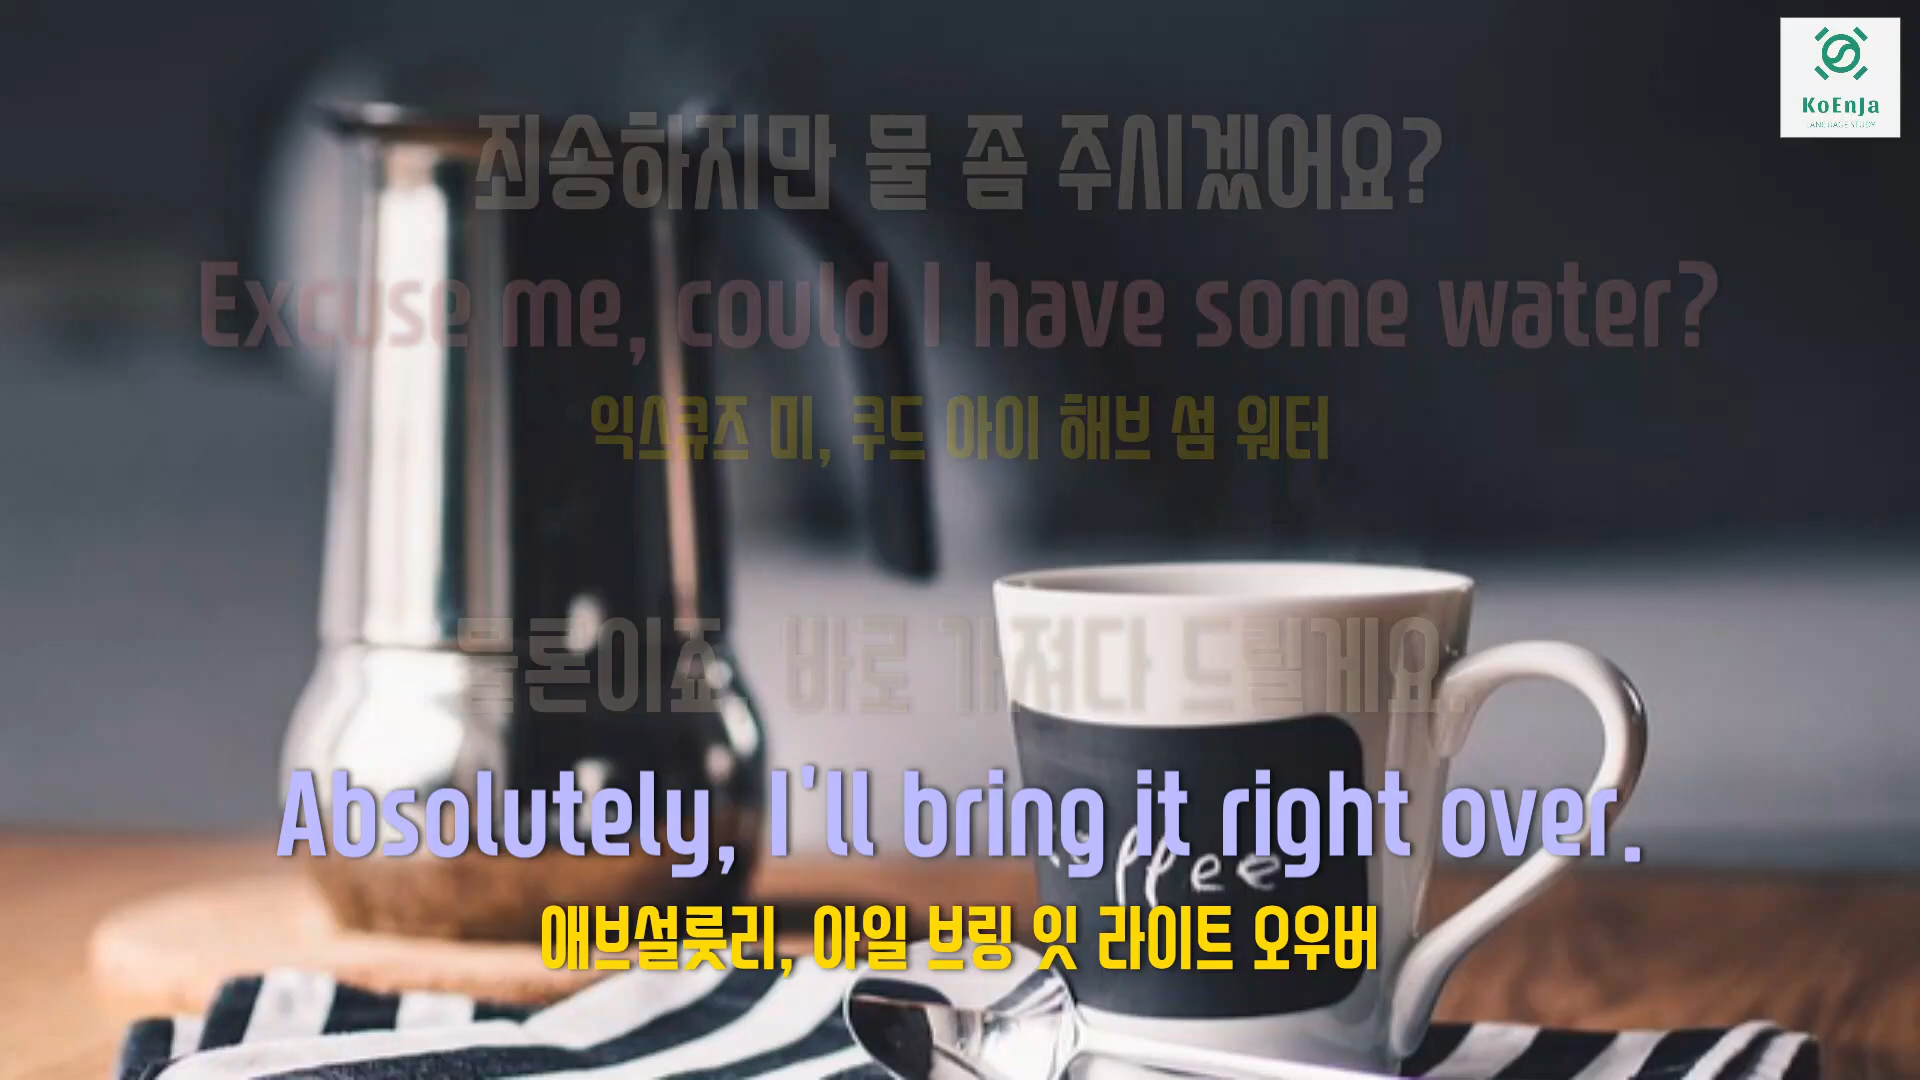 KoEnJa
LANGUAGE STUDY
죄송하지만 물 좀 주시겠어요?
Excuse me, could I have some water?
익스큐즈 미, 쿠드 아이 해브 섬 워터
물론이죠. 바로 가져다 드릴게요.
Absolutely, I'll bring it right over.
애브설룻리, 아일 브링 잇 라이트 오우버